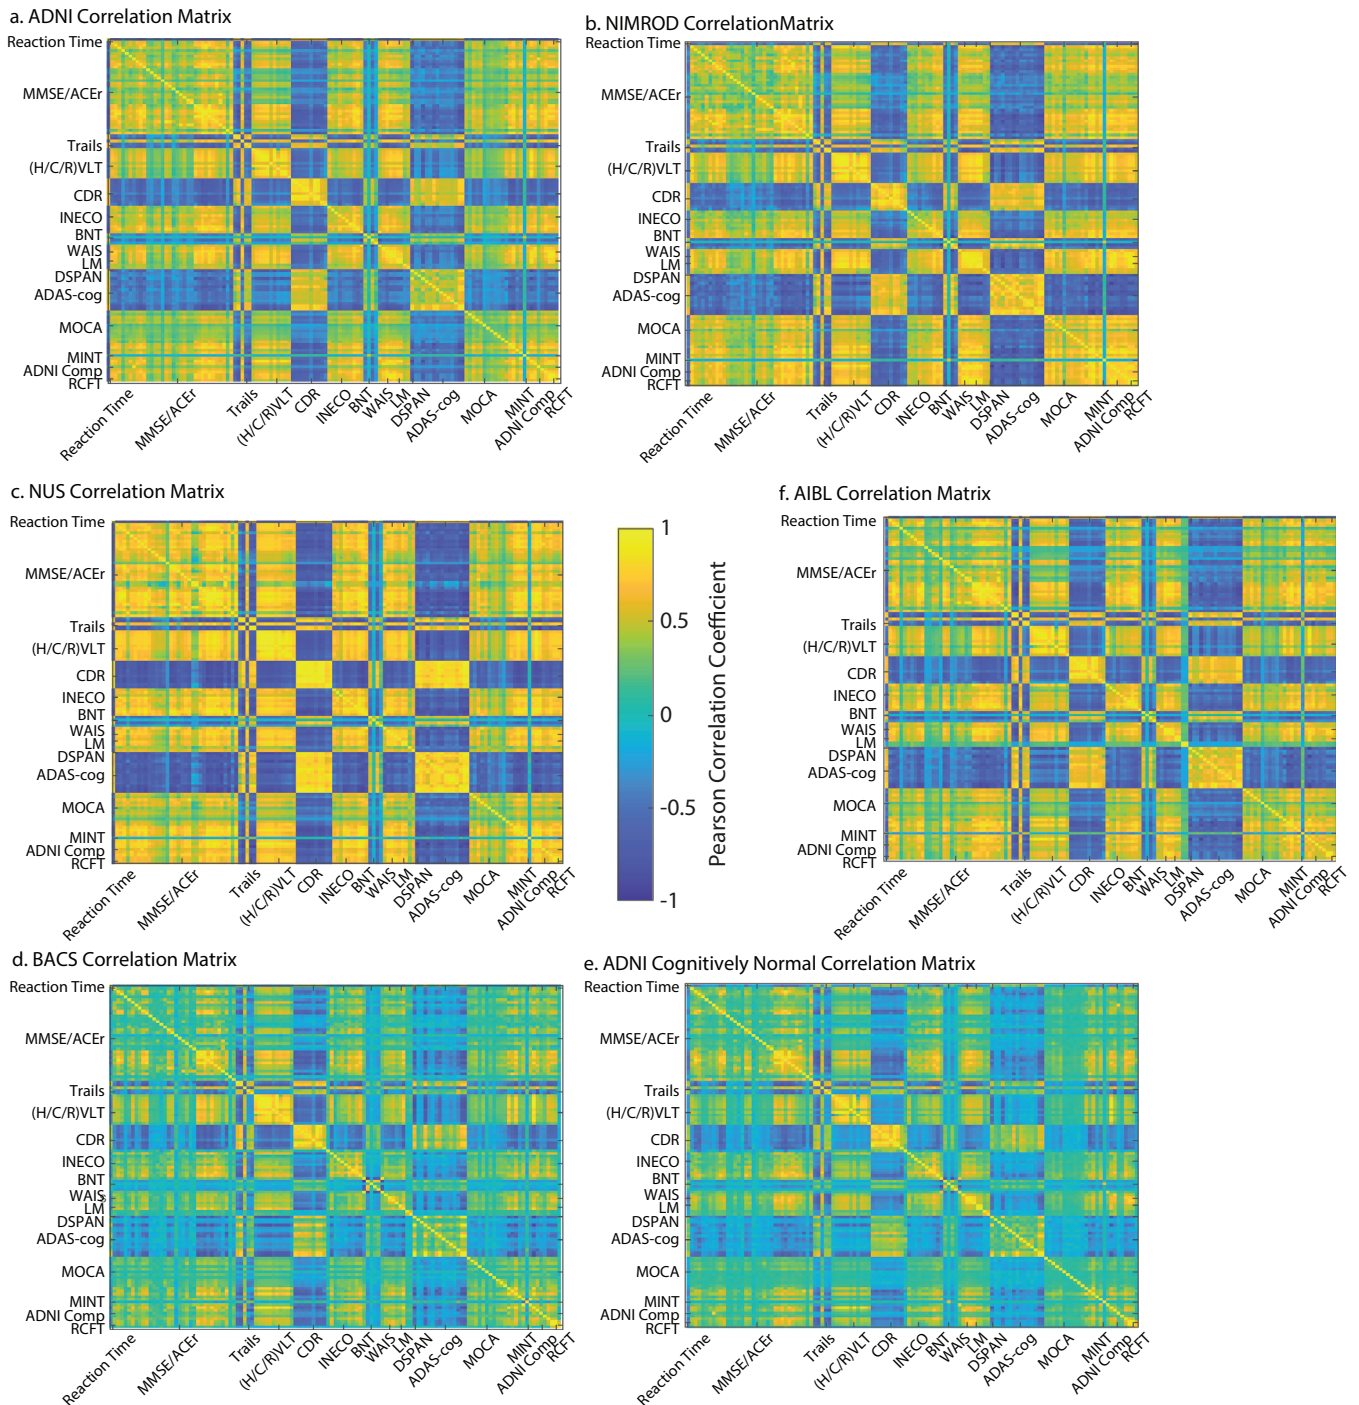 a. ADNI Correlation Matrix
Reaction Time
MMSE/ACEr
Trails
(H/C/R)VLT
CDR
INECO
BNT
WAIS
LM
DSPAN
ADAS-cog
MOCA
MINT
ADNI Comp
RCFT
Reaction Time
MMSE/ACEr
Trails
(H/C/R)VLT
CDR
INECO
BNT
WAIS
LM
DSPAN
ADAS-cog
MOCA
MINT
ADNI Comp
RCFT
b. NIMROD CorrelationMatrix
Reaction Time
MMSE/ACEr
Trails
(H/C/R)VLT
CDR
INECO
BNT
WAIS
LM
DSPAN
ADAS-cog
MOCA
MINT
ADNI Comp
RCFT
Reaction Time
MMSE/ACEr
Trails
(H/C/R)VLT
CDR
INECO
BNT
WAIS
LM
DSPAN
ADAS-cog
MOCA
MINT
ADNI Comp
RCFT
c. NUS Correlation Matrix
Reaction Time
MMSE/ACEr
Trails
(H/C/R)VLT
CDR
INECO
BNT
WAIS
LM
DSPAN
ADAS-cog
MOCA
MINT
ADNI Comp
RCFT
Reaction Time
MMSE/ACEr
Trails
(H/C/R)VLT
CDR
INECO
BNT
WAIS
LM
DSPAN
ADAS-cog
MOCA
MINT
ADNI Comp
RCFT
1
0.5
0
-0.5
-1
Pearson Correlation Coefficient
f. AIBL Correlation Matrix
Reaction Time
MMSE/ACEr
Trails
(H/C/R)VLT
CDR
INECO
BNT
WAIS
LM
DSPAN
ADAS-cog
MOCA
MINT
ADNI Comp
RCFT
Reaction Time
MMSE/ACEr
Trails
(H/C/R)VLT
CDR
INECO
BNT
WAIS
LM
DSPAN
ADAS-cog
MOCA
MINT
ADNI Comp
RCFT
d. BACS Correlation Matrix
Reaction Time
MMSE/ACEr
Trails
(H/C/R)VLT
CDR
INECO
BNT
WAIS
LM
DSPAN
ADAS-cog
MOCA
MINT
ADNI Comp
RCFT
Reaction Time
MMSE/ACEr
Trails
(H/C/R)VLT
CDR
INECO
BNT
WAIS
LM
DSPAN
ADAS-cog
MOCA
MINT
ADNI Comp
RCFT
e. ADNI Cognitively Normal Correlation Matrix
Reaction Time
MMSE/ACEr
Trails
(H/C/R)VLT
CDR
INECO
BNT
WAIS
LM
DSPAN
ADAS-cog
MOCA
MINT
ADNI Comp
RCFT
Reaction Time
MMSE/ACEr
Trails
(H/C/R)VLT
CDR
INECO
BNT
WAIS
LM
DSPAN
ADAS-cog
MOCA
MINT
ADNI Comp
RCFT